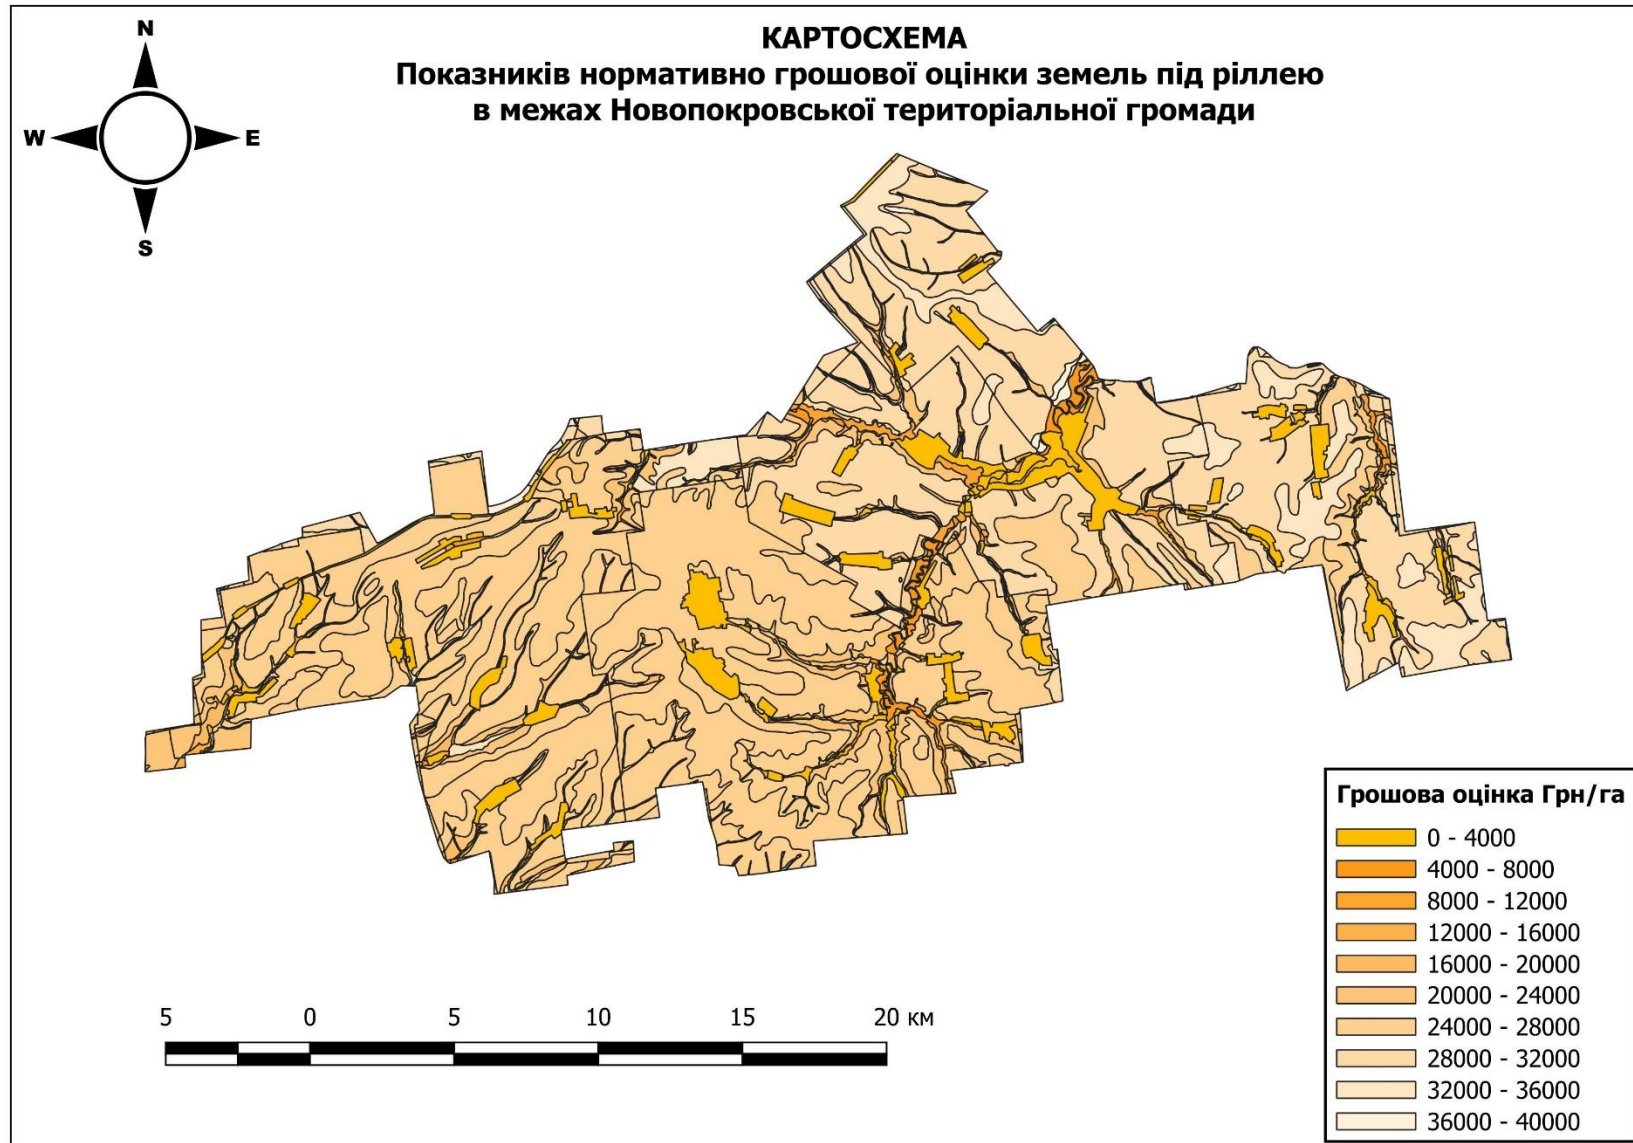 КАРТОСХЕМА
Показників нормативно грошової оцінки земель під ріллею
в межах Новопокровської територіальної громади
N
W
E
S
5 0 5 10 15 20 км
Грошова оцінка Грн/га
0 - 4000
4000 - 8000
8000 - 12000
12000 - 16000
16000 - 20000
20000 - 24000
24000 - 28000
28000 - 32000
32000 - 36000
36000 - 40000